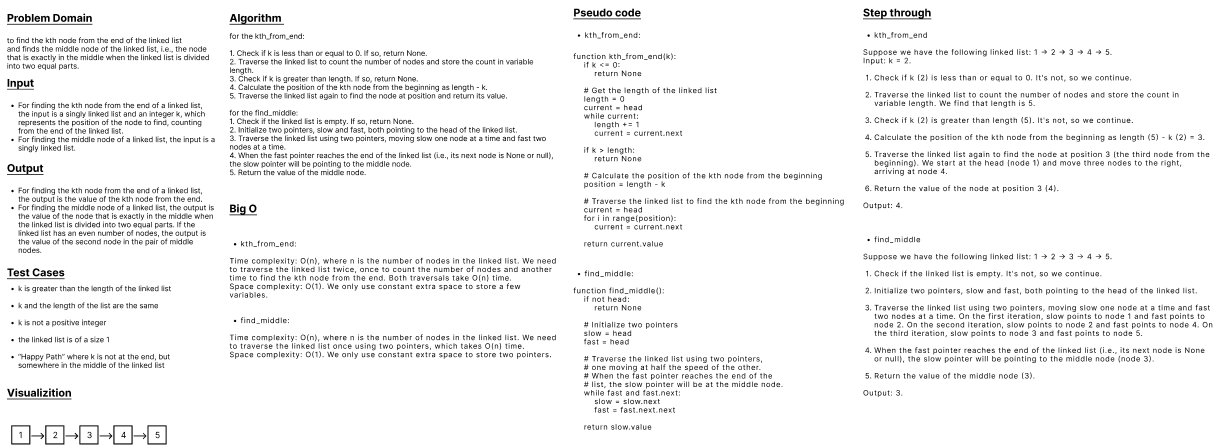 Problem Domain
to find the kth node from the end of the linked list
and finds the middle node of the linked list, i.e., the node
that is exactly in the middle when the linked list is divided
into two equal parts.
Input
• For finding the kth node from the end of a linked list,
the input is a singly linked list and an integer k, which
represents the position of the node to find, counting
from the end of the linked list.
• For finding the middle node of a linked list, the input is a
singly linked list.
Output
• For finding the kth node from the end of a linked list,
the output is the value of the kth node from the end.
• For finding the middle node of a linked list, the output is
the value of the node that is exactly in the middle when
the linked list is divided into two equal parts. If the
linked list has an even number of nodes, the output is
the value of the second node in the pair of middle
nodes.
Test Cases
• k is greater than the length of the linked list
• k and the length of the list are the same
• k is not a positive integer
• the linked list is of a size 1
• "Happy Path" where k is not at the end, but
somewhere in the middle of the linked list
Visualizition
1 → 2 → 3 → 4 → 5
Algorithm
for the kth_from_end:
1. Check if k is less than or equal to 0. If so, return None.
2. Traverse the linked list to count the number of nodes and store the count in variable
length.
3. Check if k is greater than length. If so, return None.
4. Calculate the position of the kth node from the beginning as length - k.
5. Traverse the linked list again to find the node at position and return its value.
for the find_middle:
1. Check if the linked list is empty. If so, return None.
2. Initialize two pointers, slow and fast, both pointing to the head of the linked list.
3. Traverse the linked list using two pointers, moving slow one node at a time and fast two
nodes at a time.
4. When the fast pointer reaches the end of the linked list (i.e., its next node is None or null),
the slow pointer will be pointing to the middle node.
5. Return the value of the middle node.
Big O
• kth_from_end:
Time complexity: O(n), where n is the number of nodes in the linked list. We need
to traverse the linked list twice, once to count the number of nodes and another
time to find the kth node from the end. Both traversals take O(n) time.
Space complexity: O(1). We only use constant extra space to store a few
variables.
• find_middle:
Time complexity: O(n), where n is the number of nodes in the linked list. We need
to traverse the linked list once using two pointers, which takes O(n) time.
Space complexity: O(1). We only use constant extra space to store two pointers.
Pseudo code
• kth_from_end:
function kth_from_end(k):
if k <= 0:
return None
# Get the length of the linked list
length = 0
current = head
while current:
length += 1
current = current.next
if k > length:
return None
# Calculate the position of the kth node from the beginning
position = length - k
# Traverse the linked list to find the kth node from the beginning
current = head
for i in range(position):
current = current.next
return current.value
• find_middle:
function find_middle():
if not head:
return None
# Initialize two pointers
slow = head
fast = head
# Traverse the linked list using two pointers,
# one moving at half the speed of the other.
# When the fast pointer reaches the end of the
# list, the slow pointer will be at the middle node.
while fast and fast.next:
slow = slow.next
fast = fast.next.next
return slow.value
Step through
• kth_from_end
Suppose we have the following linked list: 1 → 2 → 3 → 4 → 5.
Input: k = 2.
1. Check if k (2) is less than or equal to 0. It's not, so we continue.
2. Traverse the linked list to count the number of nodes and store the count in
variable length. We find that length is 5.
3. Check if k (2) is greater than length (5). It's not, so we continue.
4. Calculate the position of the kth node from the beginning as length (5) - k (2) = 3.
5. Traverse the linked list again to find the node at position 3 (the third node from the
beginning). We start at the head (node 1) and move three nodes to the right,
arriving at node 4.
6. Return the value of the node at position 3 (4).
Output: 4.
• find_middle
Suppose we have the following linked list: 1 → 2 → 3 → 4 → 5.
1. Check if the linked list is empty. It's not, so we continue.
2. Initialize two pointers, slow and fast, both pointing to the head of the linked list.
3. Traverse the linked list using two pointers, moving slow one node at a time and fast
two nodes at a time. On the first iteration, slow points to node 1 and fast points to
node 2. On the second iteration, slow points to node 2 and fast points to node 4. On
the third iteration, slow points to node 3 and fast points to node 5.
4. When the fast pointer reaches the end of the linked list (i.e., its next node is None
or null), the slow pointer will be pointing to the middle node (node 3).
5. Return the value of the middle node (3).
Output: 3.